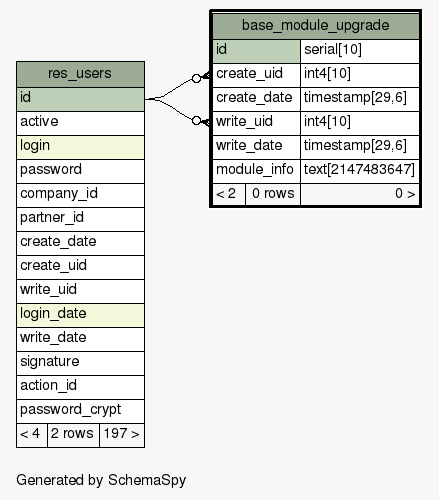 base_module_upgrade
id serial[10]
create_uid int4[10]
create_date timestamp[29,6]
write_uid int4[10]
write_date timestamp[29,6]
module_info text[2147483647]
< 2 0 rows 0 >
res_users
id
active
login
password
company_id
partner_id
create_date
create_uid
write_uid
login_date
write_date
signature
action_id
password_crypt
< 4 2 rows 197 >
Generated by SchemaSpy